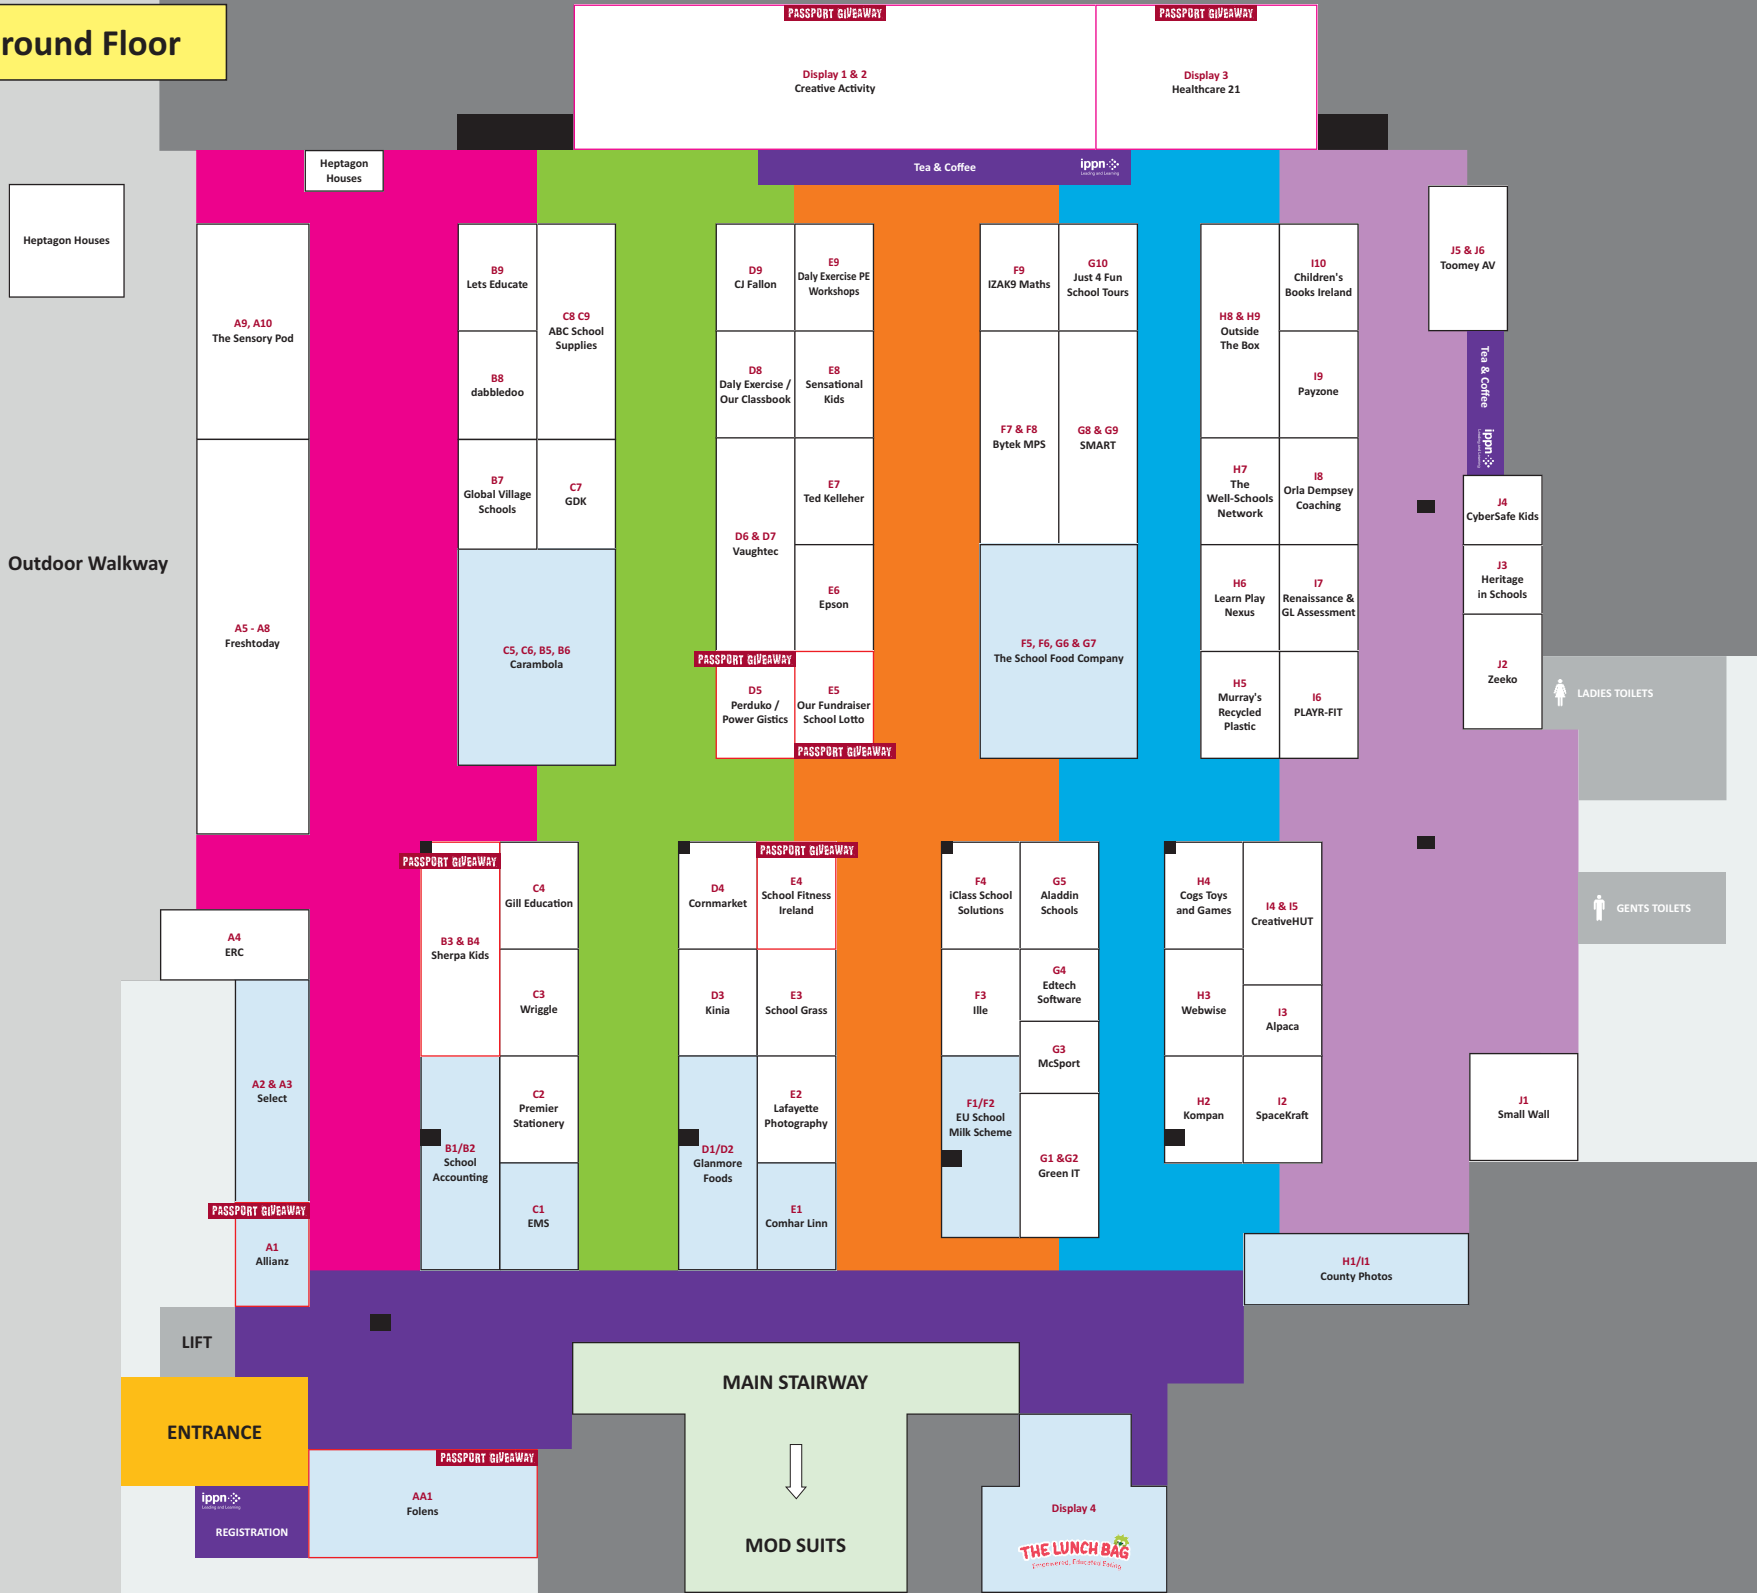 round Floor
PASSPORT GIVEAWAY
Display 1 & 2
Creative Activity
PASSPORT GIVEAWAY
Display 3
Healthcare 21
Heptagon
Houses
Tea & Coffee
ippn
Leading and Learning
Heptagon Houses
A9, A10
The Sensory Pod
B9
Lets Educate
C8 C9
ABC School
Supplies
B8
dabbledoo
D9
CJ Fallon
E9
Daly Exercise PE
Workshops
D8
Daly Exercise /
Our Classbook
E8
Sensational
Kids
F9
IZAK9 Maths
G10
Just 4 Fun
School Tours
F7 & F8
Bytek MPS
G8 & G9
SMART
H8 & H9
Outside
The Box
I10
Children's
Books Ireland
I9
Payzone
J5 & J6
Toomey AV
Tea & Coffee
ippn
Leading and Learning
Outdoor Walkway
A5 - A8
Freshtoday
B7
Global Village
Schools
C7
GDK
C5, C6, B5, B6
Carambola
D6 & D7
Vaughtec
E7
Ted Kelleher
E6
Epson
PASSPORT GIVEAWAY
D5
Perduko /
Power Gistics
E5
Our Fundraiser
School Lotto
PASSPORT GIVEAWAY
F5, F6, G6 & G7
The School Food Company
H7
The
Well-Schools
Network
I8
Orla Dempsey
Coaching
H6
Learn Play
Nexus
I7
Renaissance &
GL Assessment
H5
Murray's
Recycled
Plastic
I6
PLAYR-FIT
J4
CyberSafe Kids
J3
Heritage
in Schools
J2
Zeeko
LADIES TOILETS
GENTS TOILETS
A4
ERC
A2 & A3
Select
PASSPORT GIVEAWAY
A1
Allianz
PASSPORT GIVEAWAY
B3 & B4
Sherpa Kids
C4
Gill Education
C3
Wriggle
B1/B2
School
Accounting
C2
Premier
Stationery
C1
EMS
D4
Cornmarket
PASSPORT GIVEAWAY
E4
School Fitness
Ireland
D3
Kinia
E3
School Grass
D1/D2
Glanmore
Foods
E2
Lafayette
Photography
E1
Comhar Linn
F4
iClass School
Solutions
G5
Aladdin
Schools
F3
Ille
G4
Edtech
Software
G3
McSport
F1/F2
EU School
Milk Scheme
G1 &G2
Green IT
H4
Cogs Toys
and Games
I4 & I5
CreativeHUT
H3
Webwise
I3
Alpaca
H2
Kompan
I2
SpaceKraft
J1
Small Wall
H1/I1
County Photos
LIFT
ENTRANCE
ippn
Leading and Learning
REGISTRATION
PASSPORT GIVEAWAY
AA1
Folens
MAIN STAIRWAY
MOD SUITS
Display 4
THE LUNCH BAG
Empowered, Educated Eating